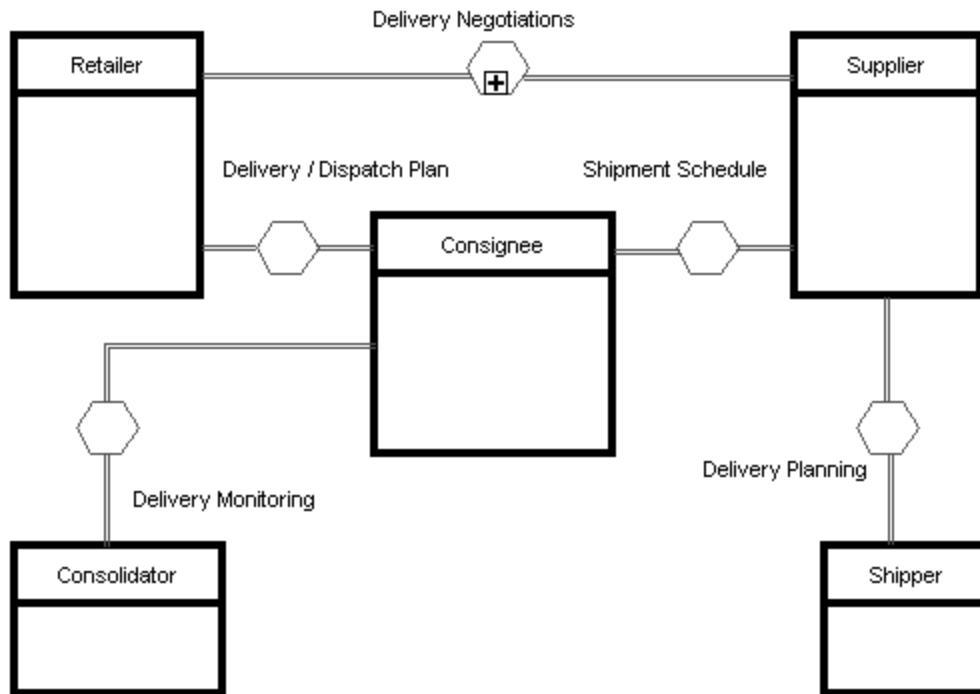 Delivery Negotiations
Retailer
Supplier
Delivery / Dispatch Plan
Shipment Schedule
Consignee
Delivery Monitoring
Delivery Planning
Consolidator
Shipper